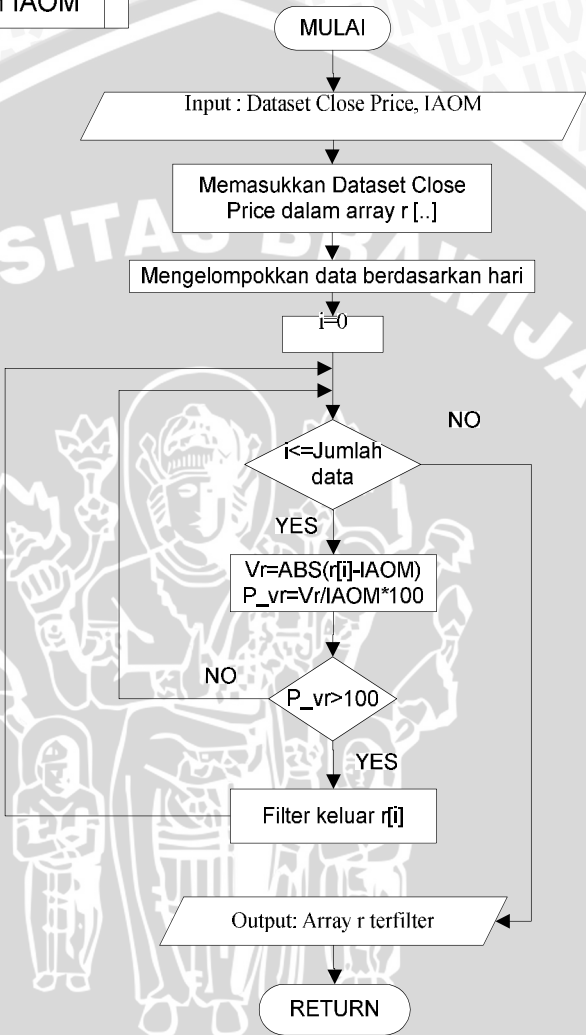 IAOM
MULAI
Input : Dataset Close Price, IAOM
Memasukkan Dataset Close
Price dalam array r [..]
Mengelompokkan data berdasarkan hari
i=0
i<=Jumlah
data
NO
YES
Vr=ABS(r[i]-IAOM)
P_vr=Vr/IAOM*100
P_vr>100
NO
YES
Filter keluar r[i]
Output: Array r terfilter
RETURN